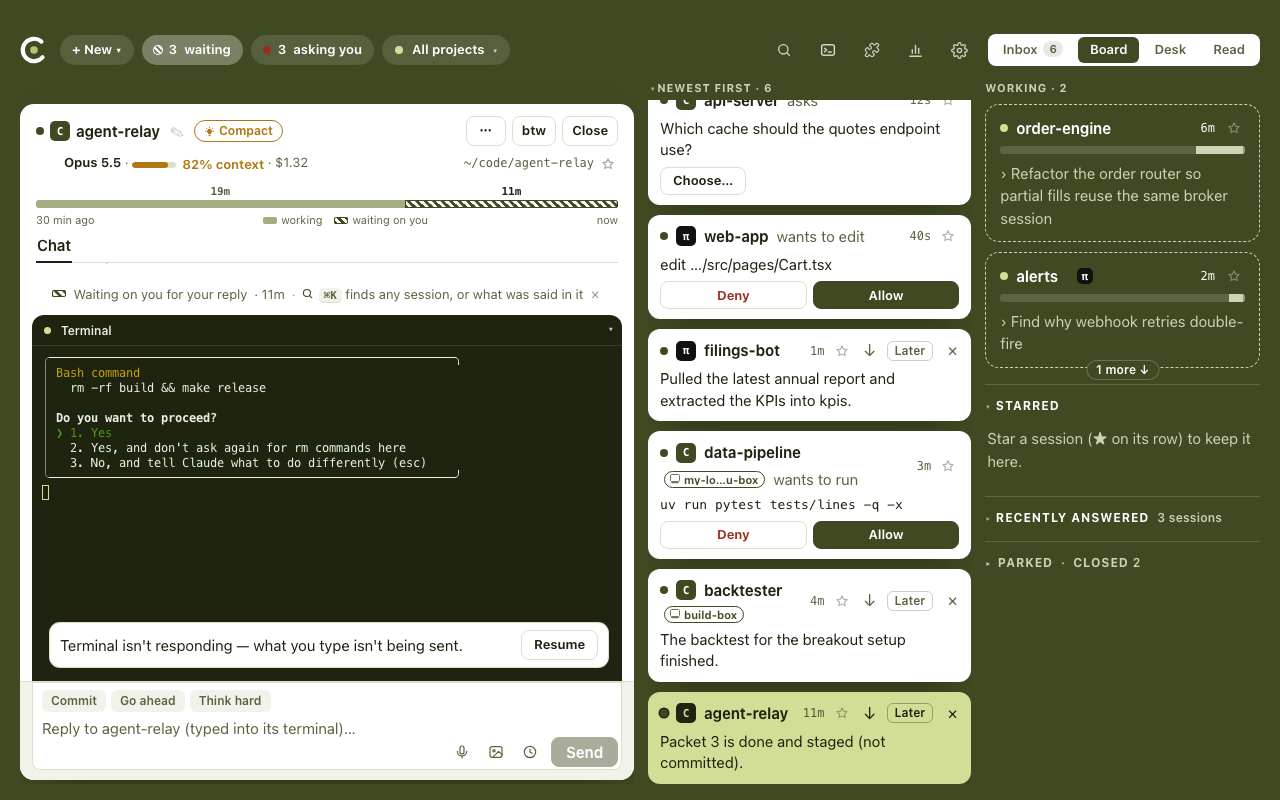 + New ▾
3 waiting
3 asking you
All projects ▾
Inbox 6
Board
Desk
Read
C agent-relay
Compact
···
btw
Close
Opus 5.5 · 82% context · $1.32
~/code/agent-relay
19m
11m
30 min ago
working
waiting on you
now
Chat
Waiting on you for your reply · 11m · ⌘K finds any session, or what was said in it ×
Terminal
Bash command
rm -rf build && make release
Do you want to proceed?
❯ 1. Yes
2. Yes, and don't ask again for rm commands here
3. No, and tell Claude what to do differently (esc)
Terminal isn't responding — what you type isn't being sent.
Resume
Commit
Go ahead
Think hard
Reply to agent-relay (typed into its terminal)...
Send
NEWEST FIRST · 6
C api-server asks 12s
Which cache should the quotes endpoint
use?
Choose...
π web-app wants to edit 40s
edit .../src/pages/Cart.tsx
Deny
Allow
π filings-bot 1m Later ×
Pulled the latest annual report and
extracted the KPIs into kpis.
C data-pipeline
my-lo...u-box wants to run 3m
uv run pytest tests/lines -q -x
Deny
Allow
C backtester 4m Later ×
build-box
The backtest for the breakout setup
finished.
C agent-relay 11m Later ×
Packet 3 is done and staged (not
committed).
WORKING · 2
order-engine 6m
› Refactor the order router so
partial fills reuse the same broker
session
alerts π 2m
› Find why webhook retries double-
fire
1 more ↓
STARRED
Star a session (★ on its row) to keep it
here.
RECENTLY ANSWERED 3 sessions
PARKED · CLOSED 2